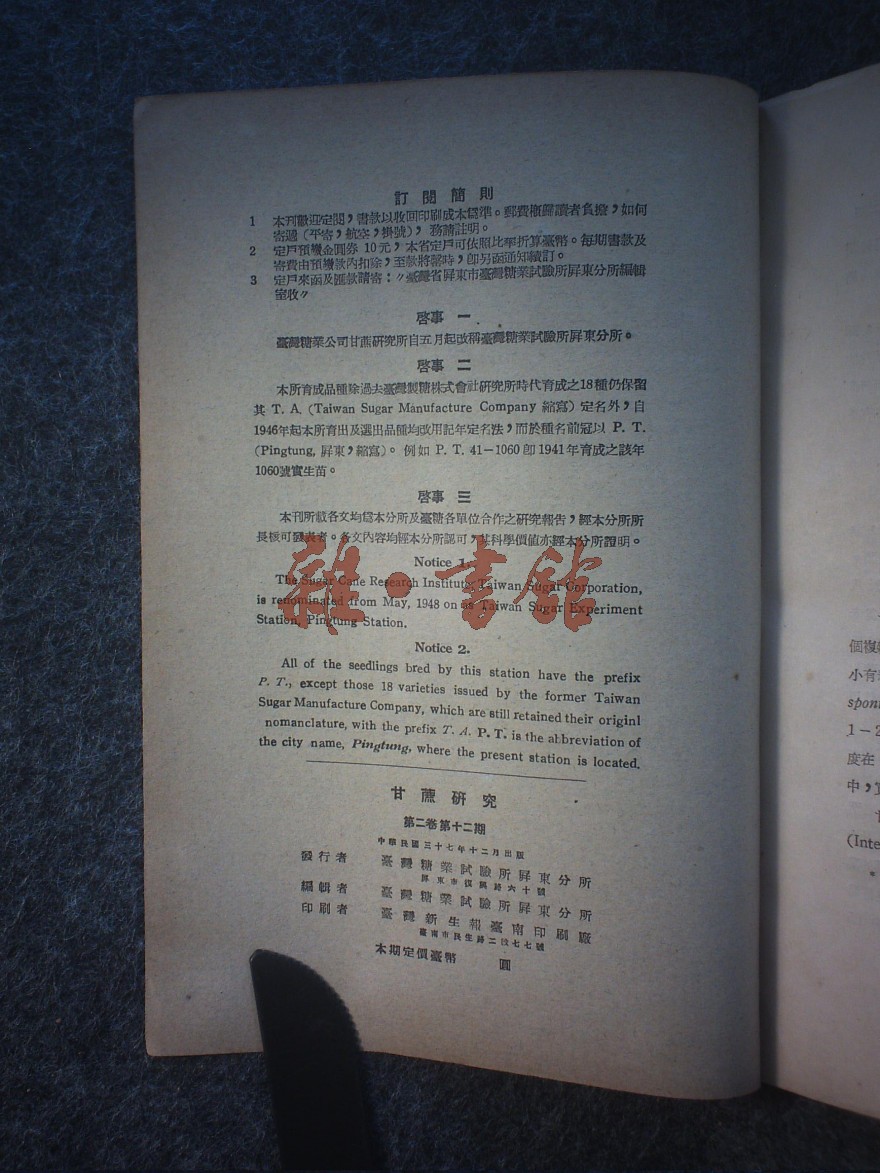 訂閱簡則
1 本刊歡迎定閱，書款以收回印刷成本爲準。郵費概歸讀者負擔，如何
寄遞（平寄，航空，掛號），務請註明。
2 定戶預繳金圓券10元，本省定戶可依照比率折算臺幣。每期書款及
寄費由預繳款內扣除，至款將罄時，卽另函通知續訂。
3 定戶來函及匯款請寄：〃臺灣省屏東市臺灣糖業試驗所屏東分所編輯
室收〃
啓事一
臺灣糖業公司甘蔗研究所自五月起改稱臺灣糖業試驗所屏東分所。
啓事二
本所育成品種除過去臺灣製糖株式會社研究所時代育成之18種仍保留
其 T. A. (Taiwan Sugar Manufacture Company 縮寫）定名外，自
1946年起本所育出及選出品種均改用記年定名法，而於種名前冠以 P. T.
(Pingtung, 屏東，縮寫）。例如 P. T. 41-1060 卽1941年育成之該年
1060號實生苗。
啓事三
本刊所載各文均爲本分所及臺糖各單位合作之研究報告，經本分所所
長核可發表者。各文內容均經本分所認可，其科學價値亦經本分所證明。
Notice 1.
The Sugar Cane Research Institute Taiwan Sugar Corporation,
is renominated from May, 1948 on as Taiwan Sugar Experiment
Station, Pingtung Station.
雜·書館
Notice 2.
All of the seedlings bred by this station have the prefix
P. T., except those 18 varieties issued by the former Taiwan
Sugar Manufacture Company, which are still retained their originl
nomanclature, with the prefix T. A. P. T. is the abbreviation of
the city name, Pingtung, where the present station is located.
甘蔗研究
第二卷第十二期
中華民國三十七年十二月出版
發行者 臺灣糖業試驗所屏東分所
屏東市復興路六十號
編輯者 臺灣糖業試驗所屏東分所
印刷者 臺灣新生報臺南印刷廠
臺南市民生路二段七七號
本期定價臺幣 圓
小有
spont
1-2
度在
中，
(Inte